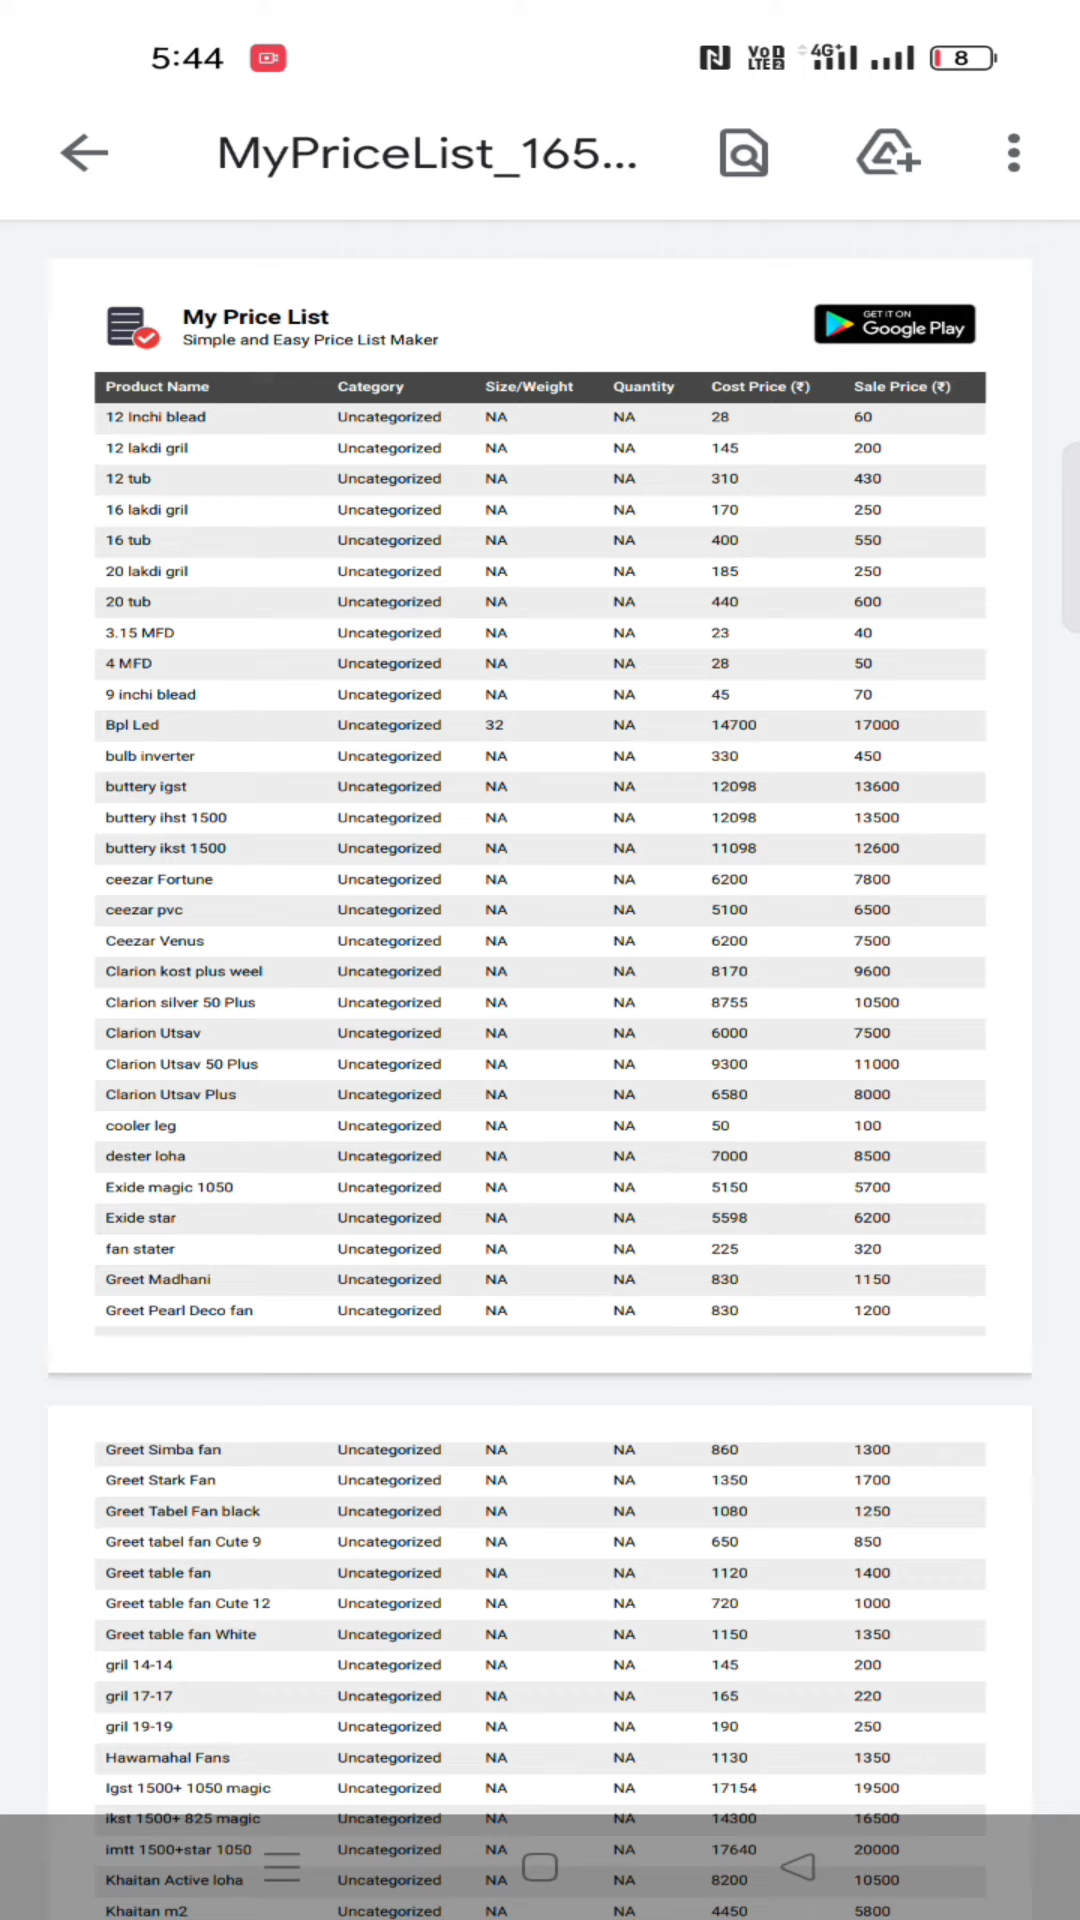 5:44
VoD LTE2 4G+ 8
MyPriceList_165...
My Price List
Simple and Easy Price List Maker
GET IT ON
Google Play
Product Name Category Size/Weight Quantity Cost Price (₹) Sale Price (₹)
12 Inchi blead Uncategorized NA NA 28 60
12 lakdi gril Uncategorized NA NA 145 200
12 tub Uncategorized NA NA 310 430
16 lakdi gril Uncategorized NA NA 170 250
16 tub Uncategorized NA NA 400 550
20 lakdi gril Uncategorized NA NA 185 250
20 tub Uncategorized NA NA 440 600
3.15 MFD Uncategorized NA NA 23 40
4 MFD Uncategorized NA NA 28 50
9 inchi blead Uncategorized NA NA 45 70
Bpl Led Uncategorized 32 NA 14700 17000
bulb inverter Uncategorized NA NA 330 450
buttery igst Uncategorized NA NA 12098 13600
buttery ihst 1500 Uncategorized NA NA 12098 13500
buttery ikst 1500 Uncategorized NA NA 11098 12600
ceezar Fortune Uncategorized NA NA 6200 7800
ceezar pvc Uncategorized NA NA 5100 6500
Ceezar Venus Uncategorized NA NA 6200 7500
Clarion kost plus weel Uncategorized NA NA 8170 9600
Clarion silver 50 Plus Uncategorized NA NA 8755 10500
Clarion Utsav Uncategorized NA NA 6000 7500
Clarion Utsav 50 Plus Uncategorized NA NA 9300 11000
Clarion Utsav Plus Uncategorized NA NA 6580 8000
cooler leg Uncategorized NA NA 50 100
dester loha Uncategorized NA NA 7000 8500
Exide magic 1050 Uncategorized NA NA 5150 5700
Exide star Uncategorized NA NA 5598 6200
fan stater Uncategorized NA NA 225 320
Greet Madhani Uncategorized NA NA 830 1150
Greet Pearl Deco fan Uncategorized NA NA 830 1200
Greet Simba fan Uncategorized NA NA 860 1300
Greet Stark Fan Uncategorized NA NA 1350 1700
Greet Tabel Fan black Uncategorized NA NA 1080 1250
Greet tabel fan Cute 9 Uncategorized NA NA 650 850
Greet table fan Uncategorized NA NA 1120 1400
Greet table fan Cute 12 Uncategorized NA NA 720 1000
Greet table fan White Uncategorized NA NA 1150 1350
gril 14-14 Uncategorized NA NA 145 200
gril 17-17 Uncategorized NA NA 165 220
gril 19-19 Uncategorized NA NA 190 250
Hawamahal Fans Uncategorized NA NA 1130 1350
Igst 1500+ 1050 magic Uncategorized NA NA 17154 19500
ikst 1500+ 825 magic Uncategorized NA NA 14300 16500
imtt 1500+star 1050 Uncategorized NA NA 17640 20000
Khaitan Active loha Uncategorized NA NA 8200 10500
Khaitan m2 Uncategorized NA NA 4450 5800